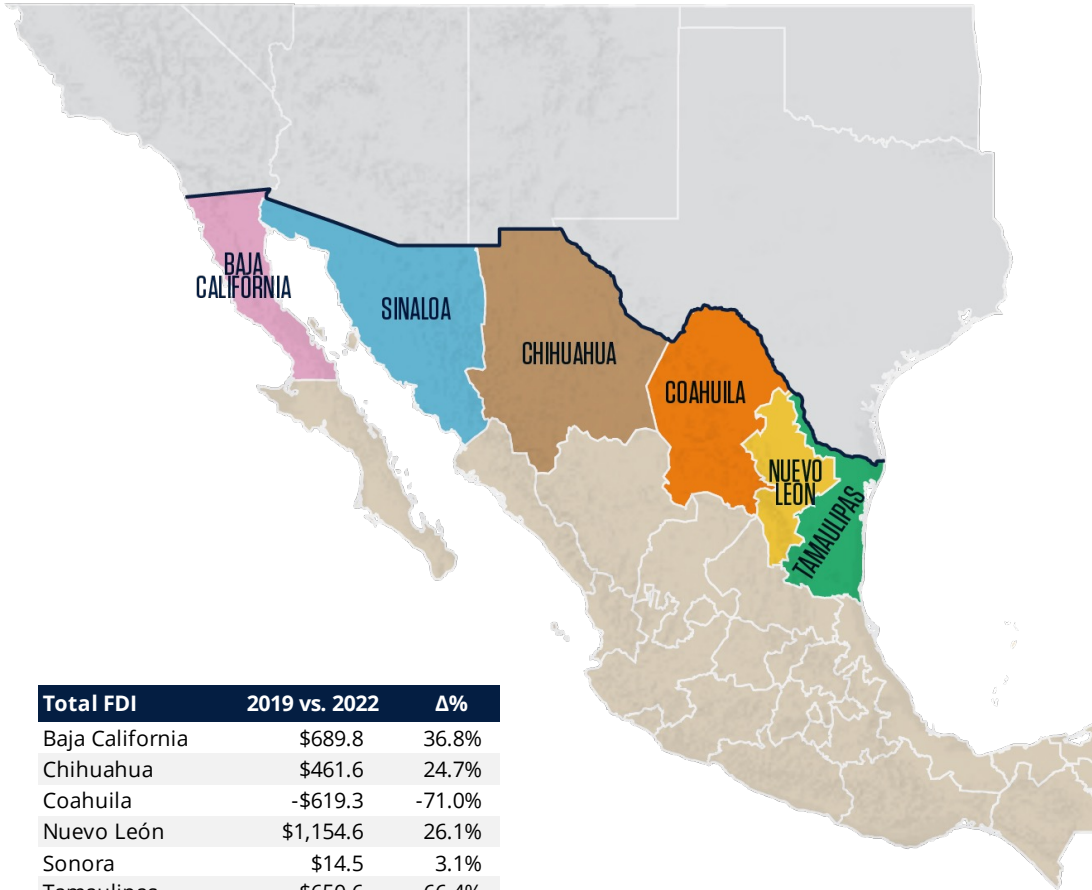 BAJA
CALIFORNIA
SINALOA
CHIHUAHUA
COAHUILA
NUEVO
LEÓN
TAMAULIPAS
Total FDI 2019 vs. 2022 Δ%
Baja California $689.8 36.8%
Chihuahua $461.6 24.7%
Coahuila -$619.3 -71.0%
Nuevo León $1,154.6 26.1%
Sonora $14.5 3.1%
Tamaulipas